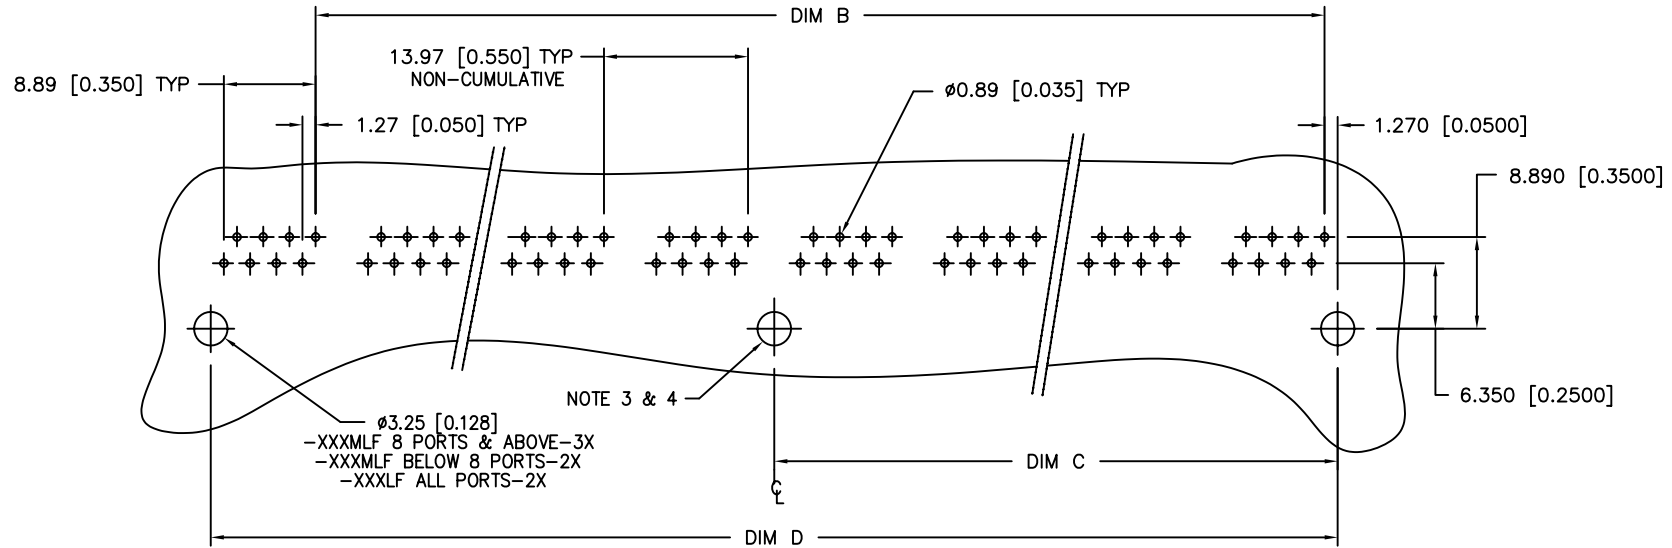 DIM B
13.97 [0.550] TYP
NON-CUMULATIVE
8.89 [0.350] TYP
ø0.89 [0.035] TYP
1.27 [0.050] TYP
1.270 [0.0500]
8.890 [0.3500]
6.350 [0.2500]
NOTE 3 & 4
ø3.25 [0.128]
-XXXMLF 8 PORTS & ABOVE-3X
-XXXMLF BELOW 8 PORTS-2X
-XXXLF ALL PORTS-2X
DIM C
℄
DIM D